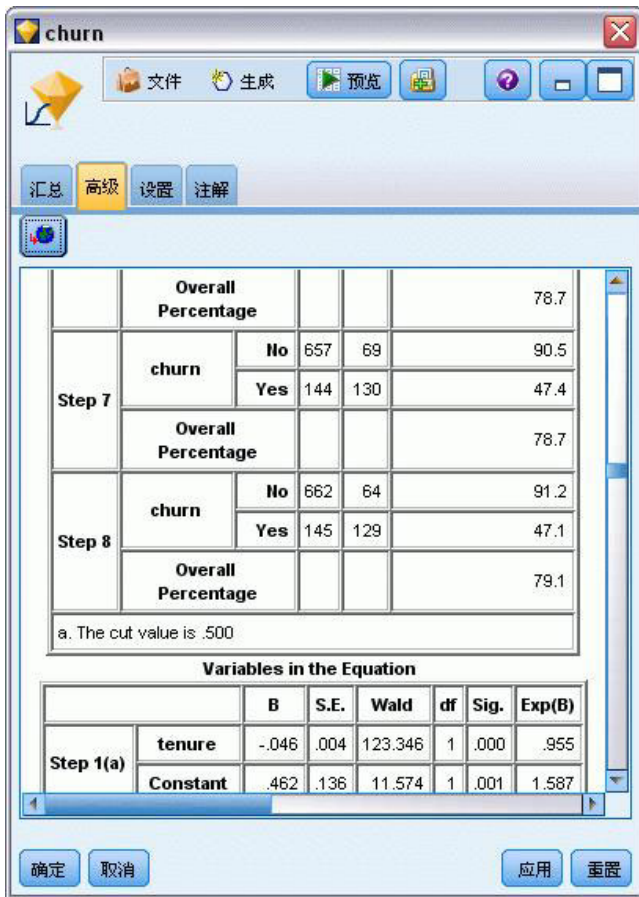 churn
文件 生成 预览
汇总 高级 设置 注解
Overall Percentage 78.7
Step 7 churn No 657 69 90.5
Yes 144 130 47.4
Overall Percentage 78.7
Step 8 churn No 662 64 91.2
Yes 145 129 47.1
Overall Percentage 79.1
a. The cut value is .500
Variables in the Equation
B S.E. Wald df Sig. Exp(B)
Step 1(a) tenure -.046 .004 123.346 1 .000 .955
Constant .462 .136 11.574 1 .001 1.587
确定 取消 应用 重置